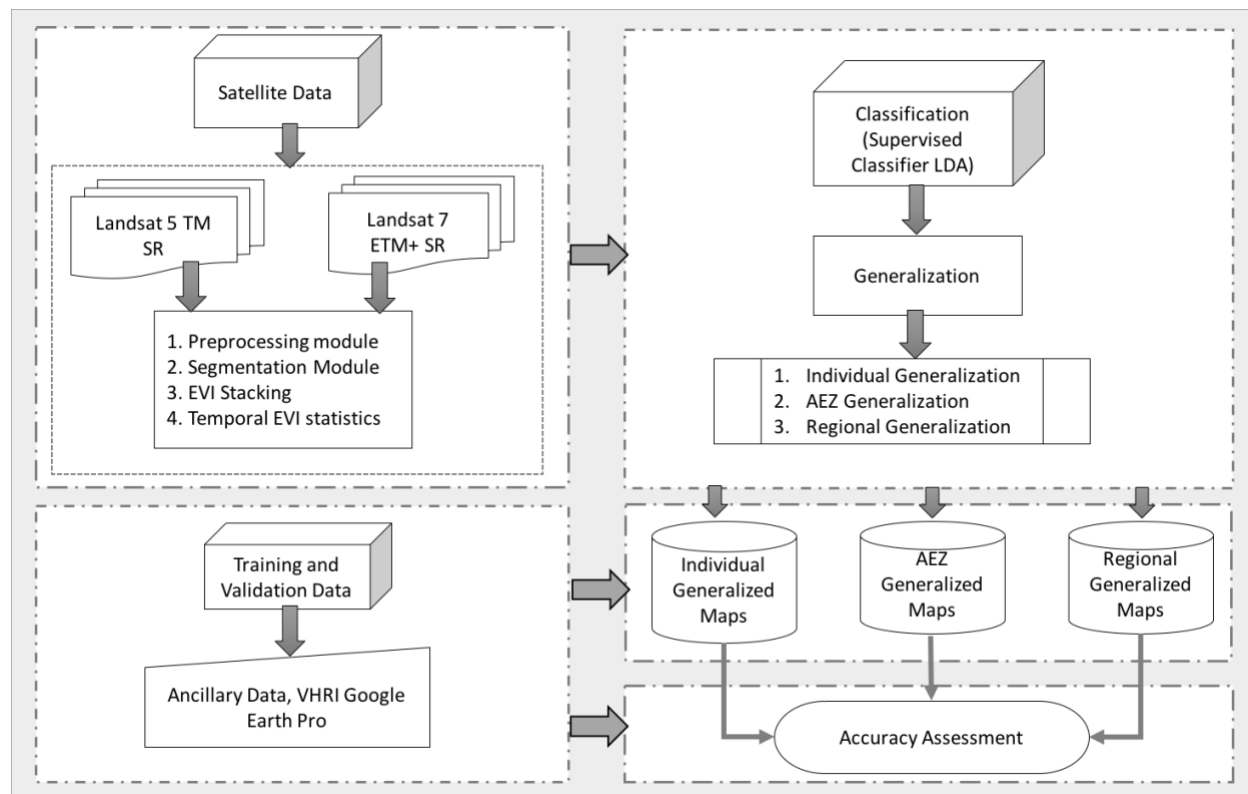 Satellite Data
Landsat 5 TM
SR
Landsat 7
ETM+ SR
1. Preprocessing module
2. Segmentation Module
3. EVI Stacking
4. Temporal EVI statistics
Training and
Validation Data
Ancillary Data, VHRI Google
Earth Pro
Classification
(Supervised
Classifier LDA)
Generalization
1. Individual Generalization
2. AEZ Generalization
3. Regional Generalization
Individual
Generalized
Maps
AEZ
Generalized
Maps
Regional
Generalized
Maps
Accuracy Assessment